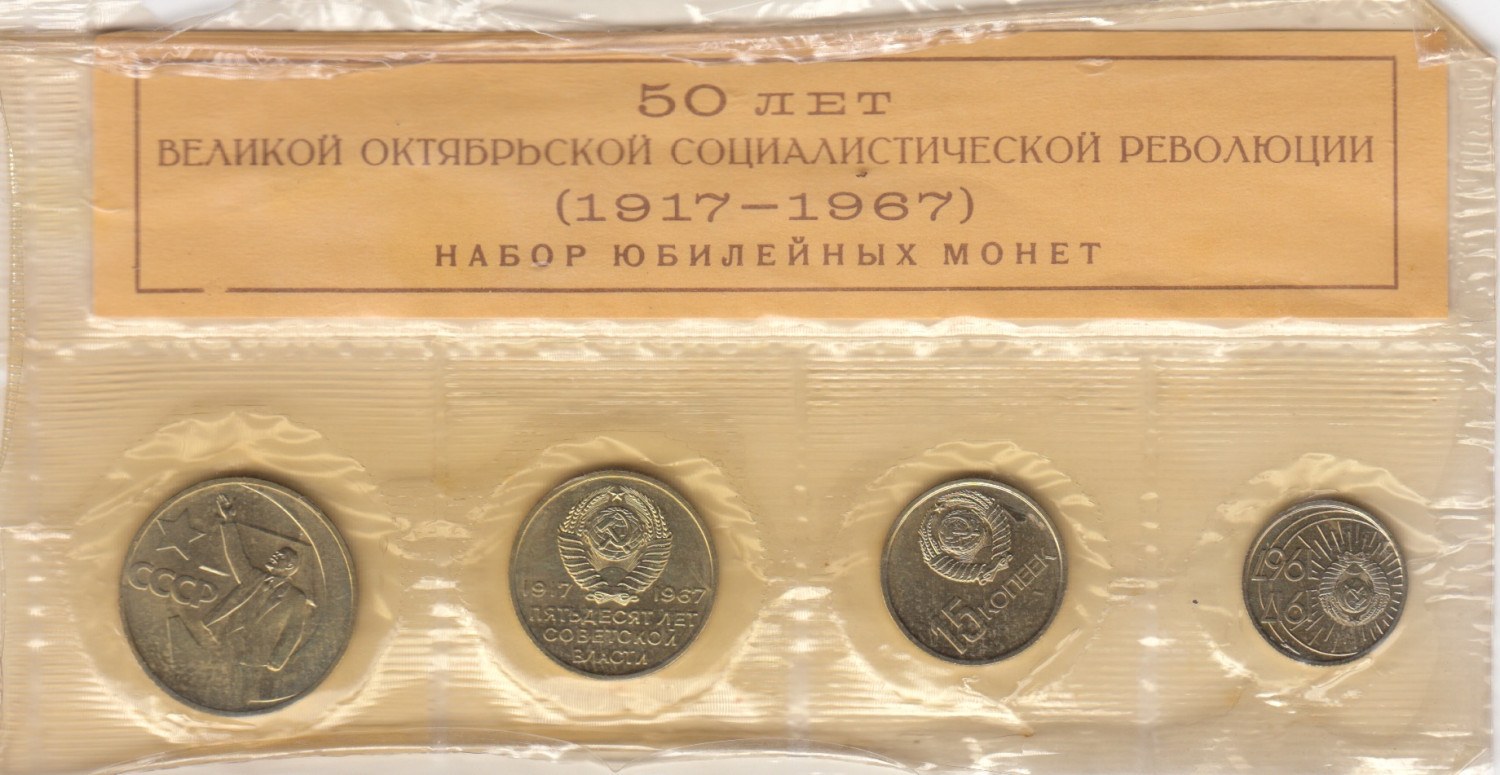 50 ЛЕТ
ВЕЛИКОЙ ОКТЯБРЬСКОЙ СОЦИАЛИСТИЧЕСКОЙ РЕВОЛЮЦИИ
(1917–1967)
НАБОР ЮБИЛЕЙНЫХ МОНЕТ
СССР
1917 1967
ПЯТЬДЕСЯТ ЛЕТ
СОВЕТСКОЙ
ВЛАСТИ
15 КОПЕЕК